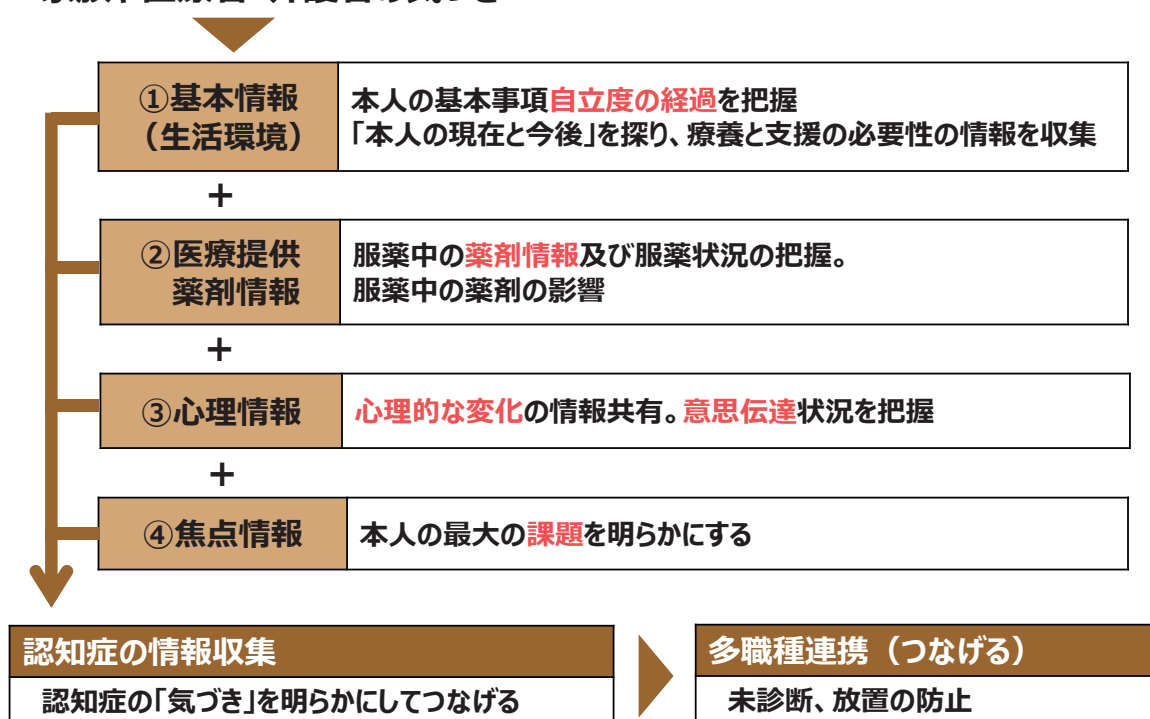 ①基本情報
（生活環境）
本人の基本事項自立度の経過を把握
「本人の現在と今後」を探り、療養と支援の必要性の情報を収集
＋
②医療提供
薬剤情報
服薬中の薬剤情報及び服薬状況の把握。
服薬中の薬剤の影響
＋
③心理情報
心理的な変化の情報共有。意思伝達状況を把握
＋
④焦点情報
本人の最大の課題を明らかにする
認知症の情報収集
認知症の「気づき」を明らかにしてつなげる
多職種連携（つなげる）
未診断、放置の防止